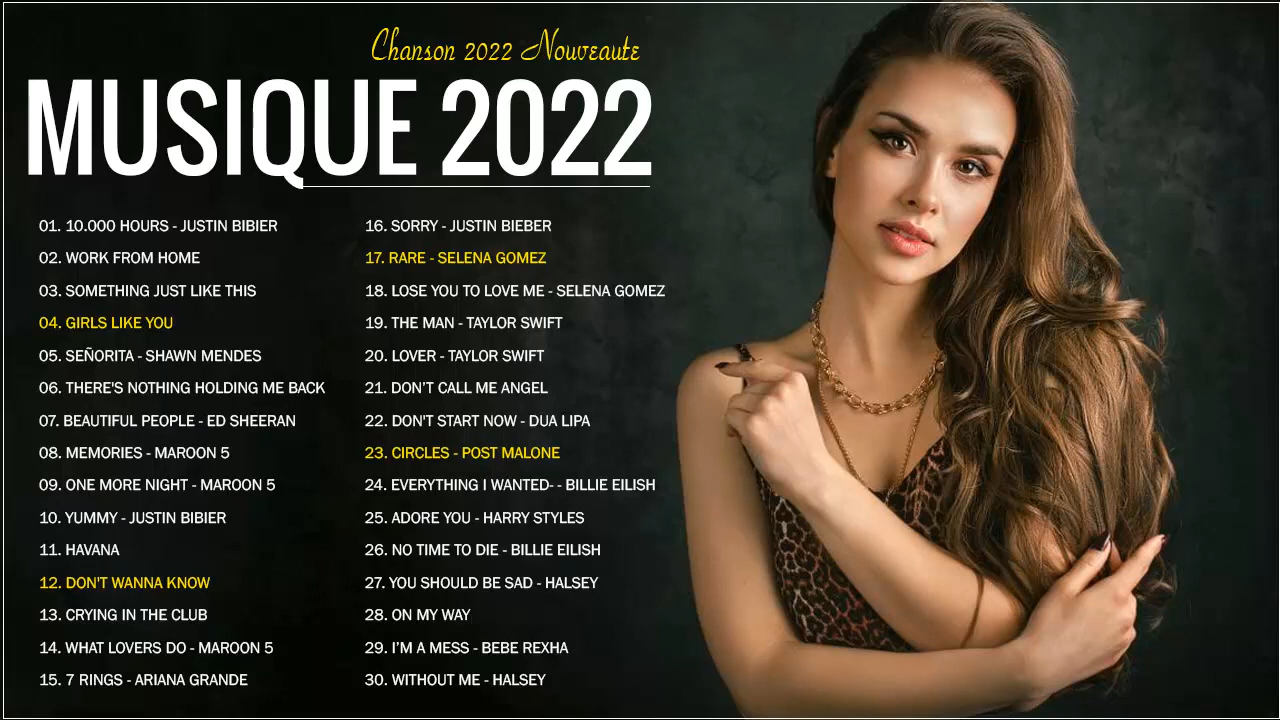 Chanson 2022 Nouveaute
MUSIQUE 2022
01. 10.000 HOURS - JUSTIN BIBIER
02. WORK FROM HOME
03. SOMETHING JUST LIKE THIS
04. GIRLS LIKE YOU
05. SEÑORITA - SHAWN MENDES
06. THERE'S NOTHING HOLDING ME BACK
07. BEAUTIFUL PEOPLE - ED SHEERAN
08. MEMORIES - MAROON 5
09. ONE MORE NIGHT - MAROON 5
10. YUMMY - JUSTIN BIBIER
11. HAVANA
12. DON'T WANNA KNOW
13. CRYING IN THE CLUB
14. WHAT LOVERS DO - MAROON 5
15. 7 RINGS - ARIANA GRANDE
16. SORRY - JUSTIN BIEBER
17. RARE - SELENA GOMEZ
18. LOSE YOU TO LOVE ME - SELENA GOMEZ
19. THE MAN - TAYLOR SWIFT
20. LOVER - TAYLOR SWIFT
21. DON’T CALL ME ANGEL
22. DON'T START NOW - DUA LIPA
23. CIRCLES - POST MALONE
24. EVERYTHING I WANTED- - BILLIE EILISH
25. ADORE YOU - HARRY STYLES
26. NO TIME TO DIE - BILLIE EILISH
27. YOU SHOULD BE SAD - HALSEY
28. ON MY WAY
29. I’M A MESS - BEBE REXHA
30. WITHOUT ME - HALSEY